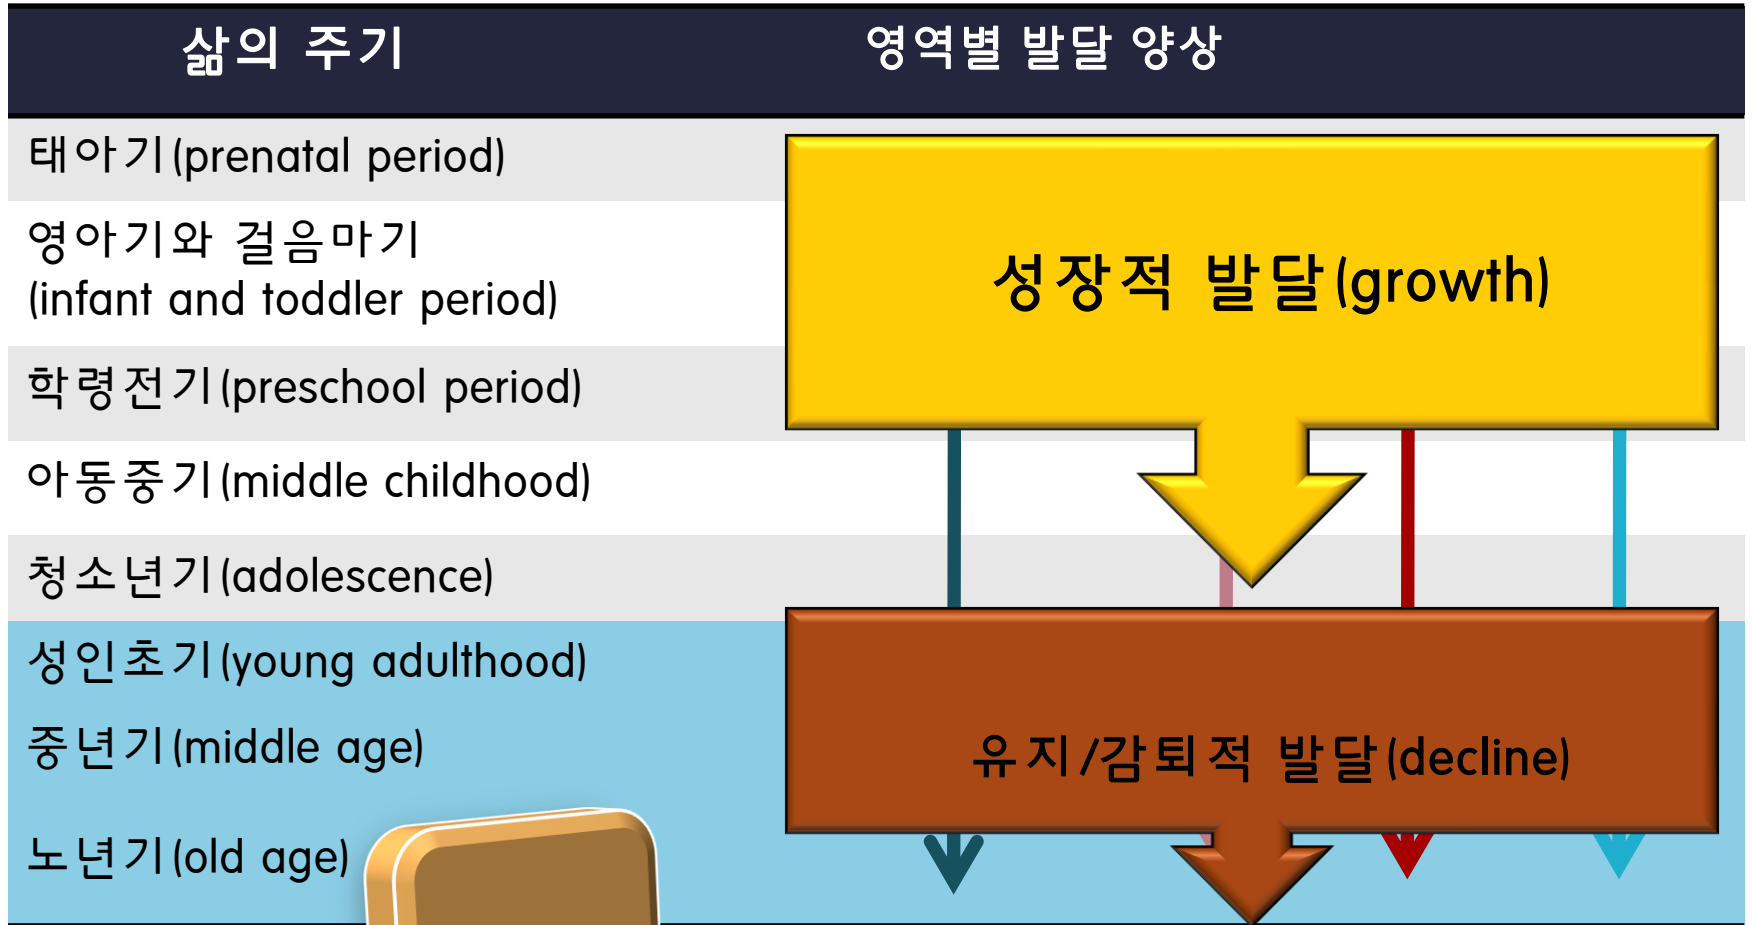 삶의 주기
영역별 발달 양상
태아기(prenatal period)
영아기와 걸음마기
(infant and toddler period)
학령전기(preschool period)
아동중기(middle childhood)
청소년기(adolescence)
성인초기(young adulthood)
중년기(middle age)
노년기(old age)
성장적 발달(growth)
유지/감퇴적 발달(decline)